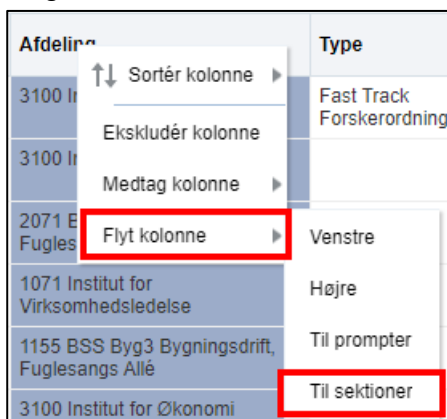 Afdeling
Type
Sortér kolonne
3100
Fast Track
Forskerordning
Ekskludér kolonne
3100
Medtag kolonne
2071
Flyt kolonne
Venstre
1071 Institut for
Virksomhedsledelse
Højre
1155 BSS Byg3 Bygningsdrift,
Fuglesangs Allé
Til prompter
3100 Institut for Økonomi
Til sektioner